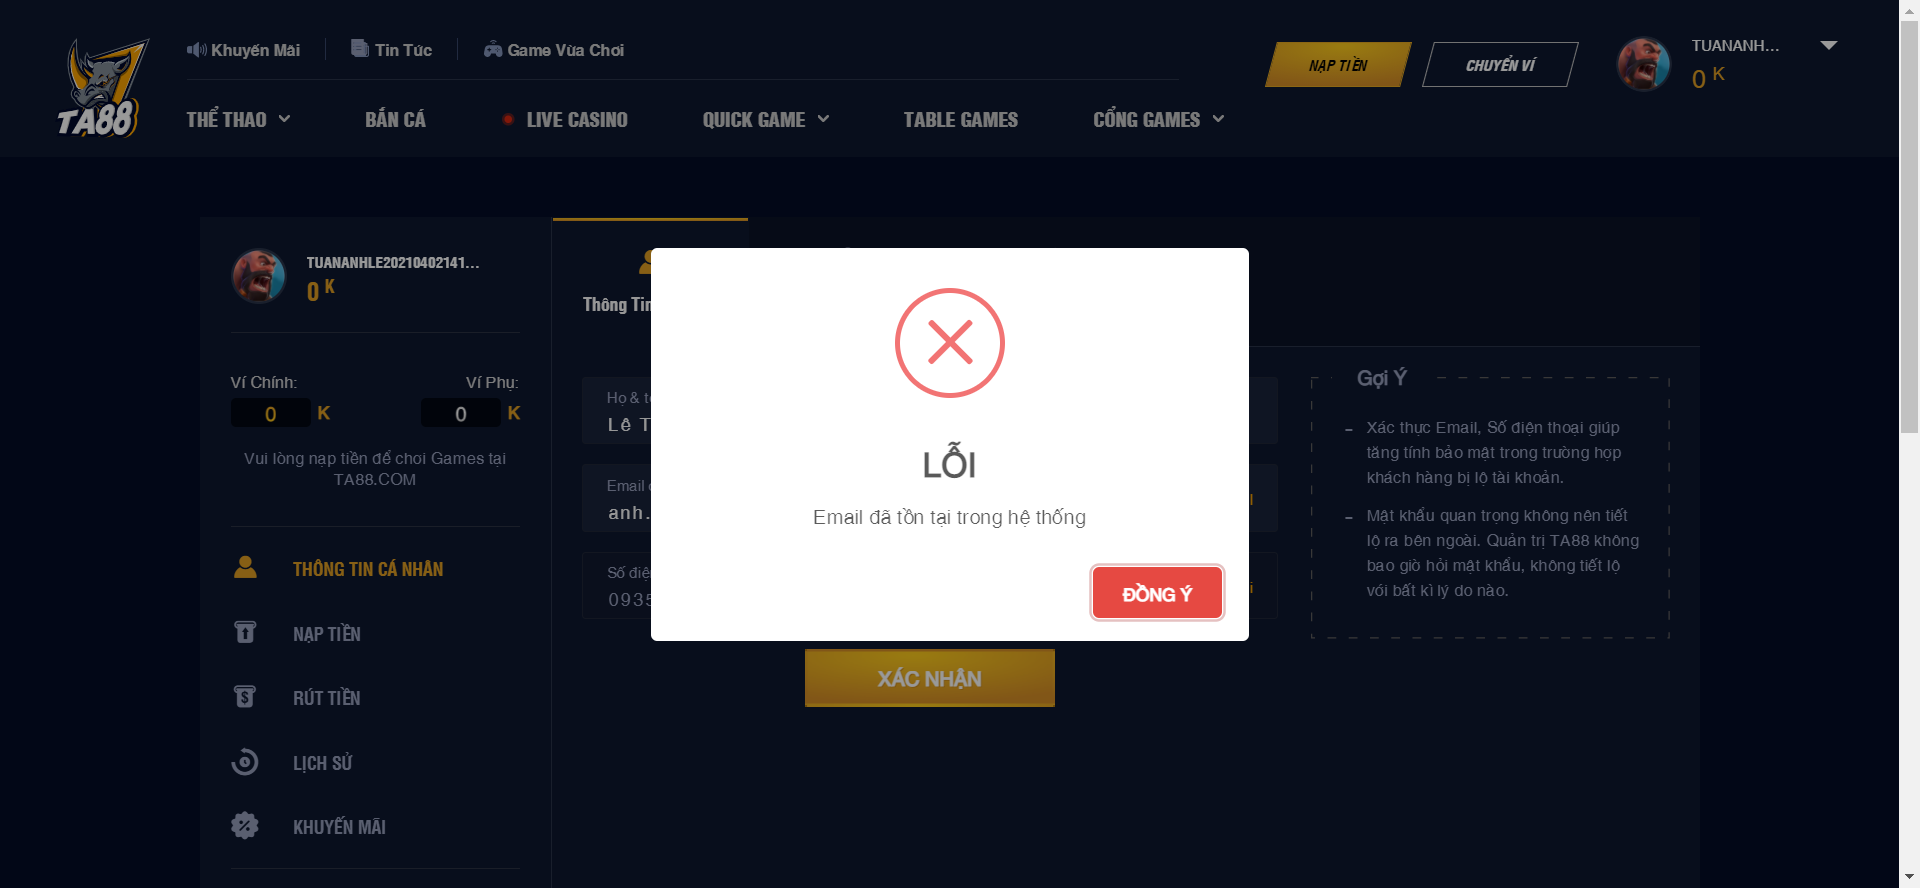 Khuyến Mãi
Tin Tức
Game Vừa Chơi
NẠP TIỀN
CHUYỂN VÍ
TUANANH...
0 K
TA88
THỂ THAO
BẮN CÁ
LIVE CASINO
QUICK GAME
TABLE GAMES
CỔNG GAMES
TUANANHLE20210402141...
0 K
Ví Chính:
Ví Phụ:
0 K
0 K
Vui lòng nạp tiền để chơi Games tại
TA88.COM
THÔNG TIN CÁ NHÂN
NẠP TIỀN
RÚT TIỀN
LỊCH SỬ
KHUYẾN MÃI
Thông Tin
Họ & t
Lê T
Email
anh.
Số điệ
093
LỖI
Email đã tồn tại trong hệ thống
ĐỒNG Ý
XÁC NHẬN
Gợi Ý
- Xác thực Email, Số điện thoại giúp
tăng tính bảo mật trong trường hợp
khách hàng bị lộ tài khoản.
- Mật khẩu quan trọng không nên tiết
lộ ra bên ngoài. Quản trị TA88 không
bao giờ hỏi mật khẩu, không tiết lộ
với bất kì lý do nào.